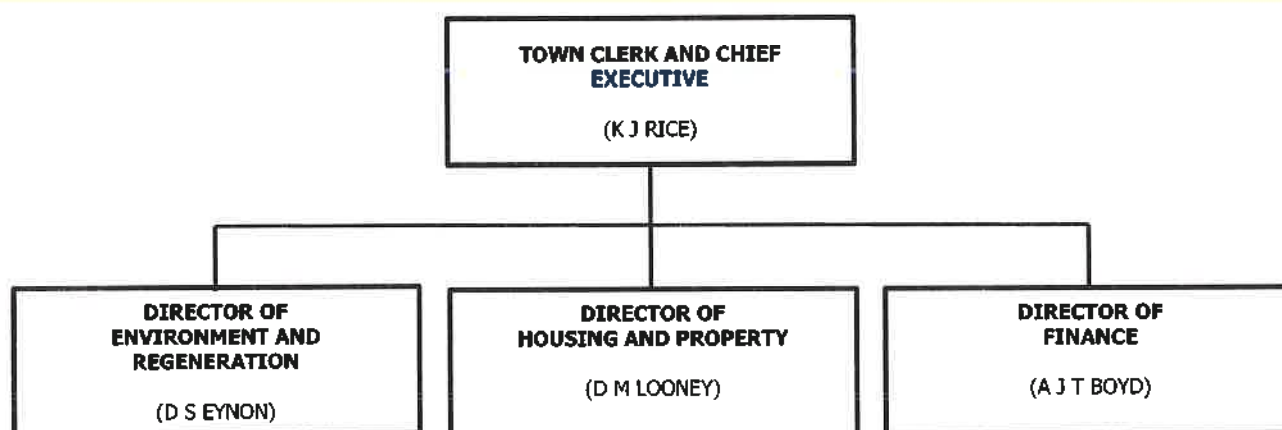 TOWN CLERK AND CHIEF
EXECUTIVE
(K J RICE)
DIRECTOR OF
ENVIRONMENT AND
REGENERATION
(D S EYNON)
DIRECTOR OF
HOUSING AND PROPERTY
(D M LOONEY)
DIRECTOR OF
FINANCE
(A J T BOYD)